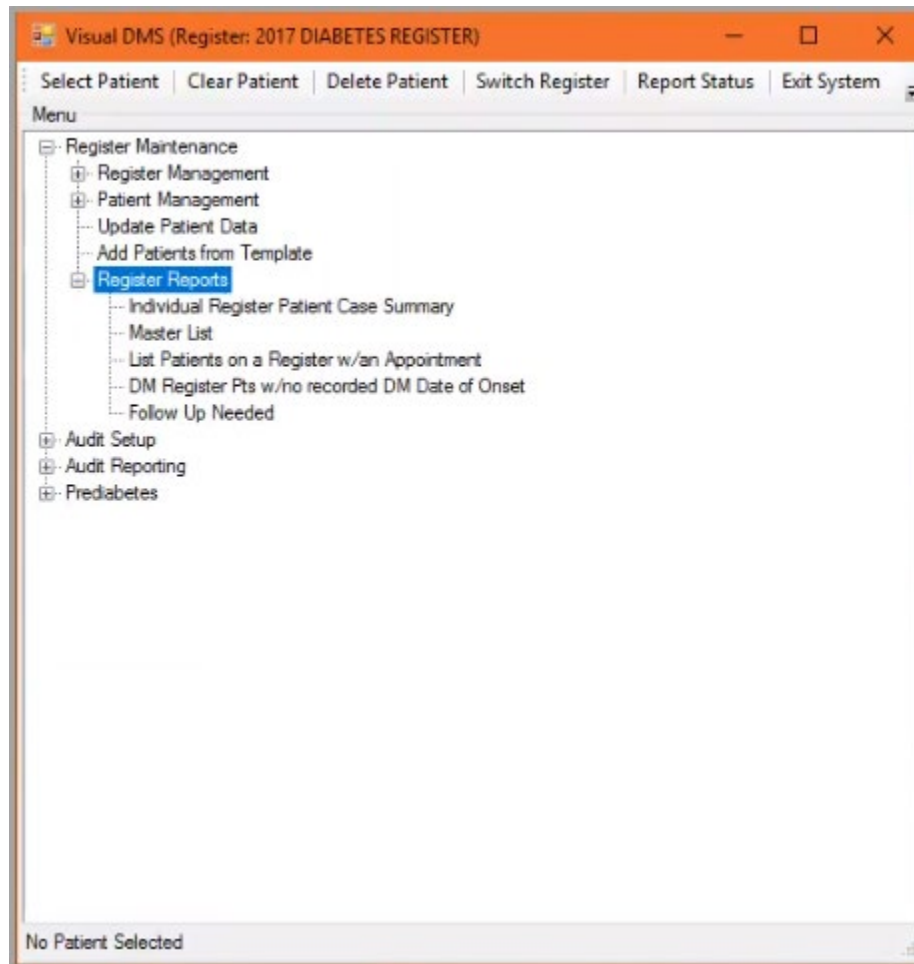 Visual DMS (Register: 2017 DIABETES REGISTER)
Select Patient Clear Patient Delete Patient Switch Register Report Status Exit System
Menu
Register Maintenance
Register Management
Patient Management
Update Patient Data
Add Patients from Template
Register Reports
Individual Register Patient Case Summary
Master List
List Patients on a Register w/an Appointment
DM Register Pts w/no recorded DM Date of Onset
Follow Up Needed
Audit Setup
Audit Reporting
Prediabetes
No Patient Selected